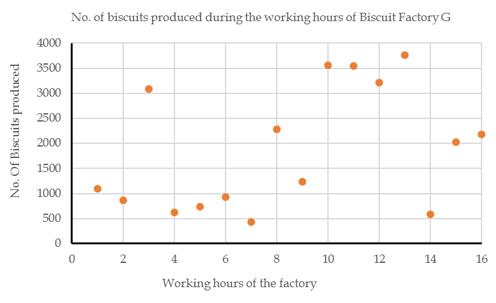 No. of biscuits produced during the working hours of Biscuit Factory G
4000
3500
3000
2500
2000
1500
1000
500
0
No. Of Biscuits produced
0 2 4 6 8 10 12 14 16
Working hours of the factory